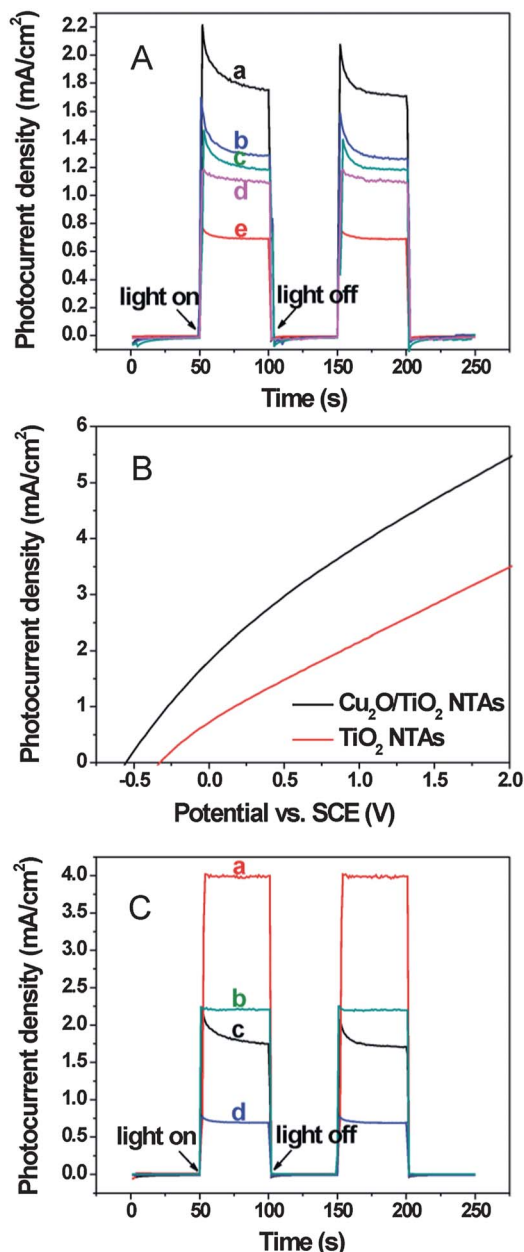 A
Photocurrent density (mA/cm²)
2.2
2.0
1.8
1.6
1.4
1.2
1.0
0.8
0.6
0.4
0.2
0.0
a
b
c
d
e
light on
light off
0 50 100 150 200 250
Time (s)
B
Photocurrent density (mA/cm²)
6
5
4
3
2
1
0
Cu₂O/TiO₂ NTAs
TiO₂ NTAs
-0.5 0.0 0.5 1.0 1.5 2.0
Potential vs. SCE (V)
C
Photocurrent density (mA/cm²)
4.0
3.5
3.0
2.5
2.0
1.5
1.0
0.5
0.0
a
b
c
d
light on
light off
0 50 100 150 200 250
Time (s)